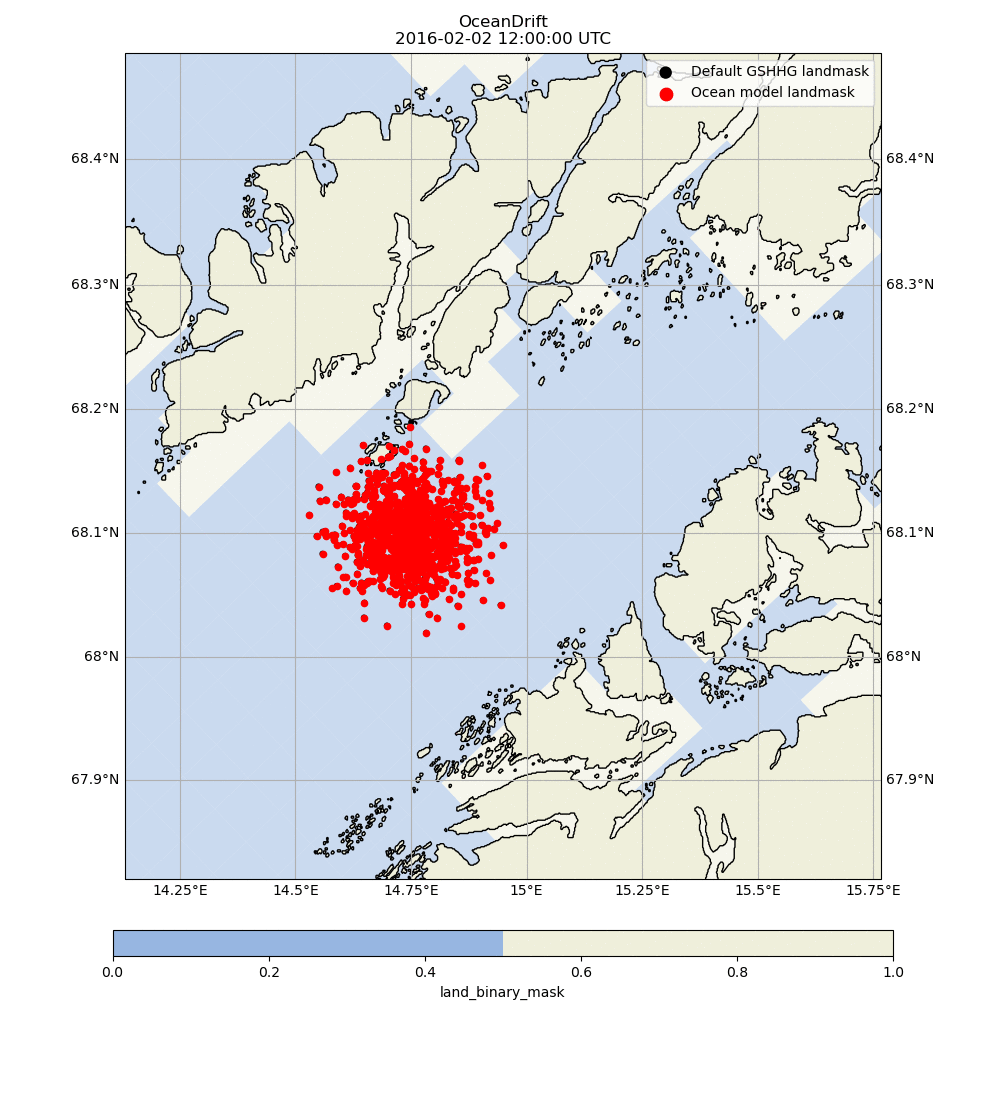 OceanDrift
2016-02-02 12:00:00 UTC
Default GSHHG landmask
Ocean model landmask
68.4°N 68.4°N
68.3°N 68.3°N
68.2°N 68.2°N
68.1°N 68.1°N
68°N 68°N
67.9°N 67.9°N
14.25°E 14.5°E 14.75°E 15°E 15.25°E 15.5°E 15.75°E
0.0 0.2 0.4 0.6 0.8 1.0
land_binary_mask